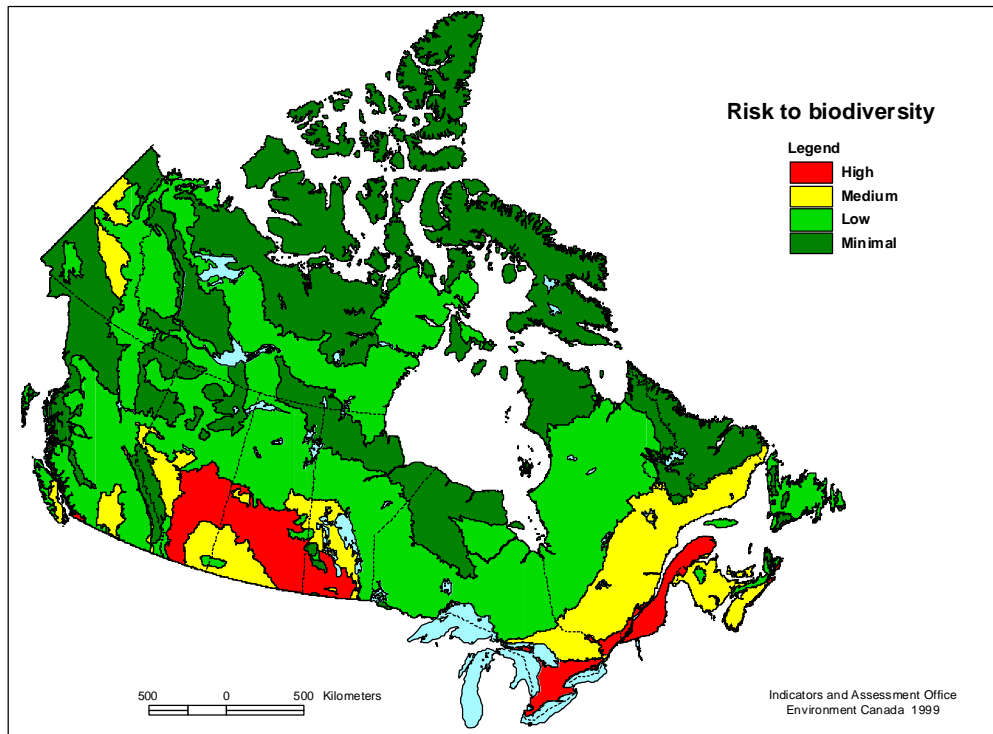 Risk to biodiversity
Legend
High
Medium
Low
Minimal
500 0 500 Kilometers
Indicators and Assessment Office
Environment Canada 1999